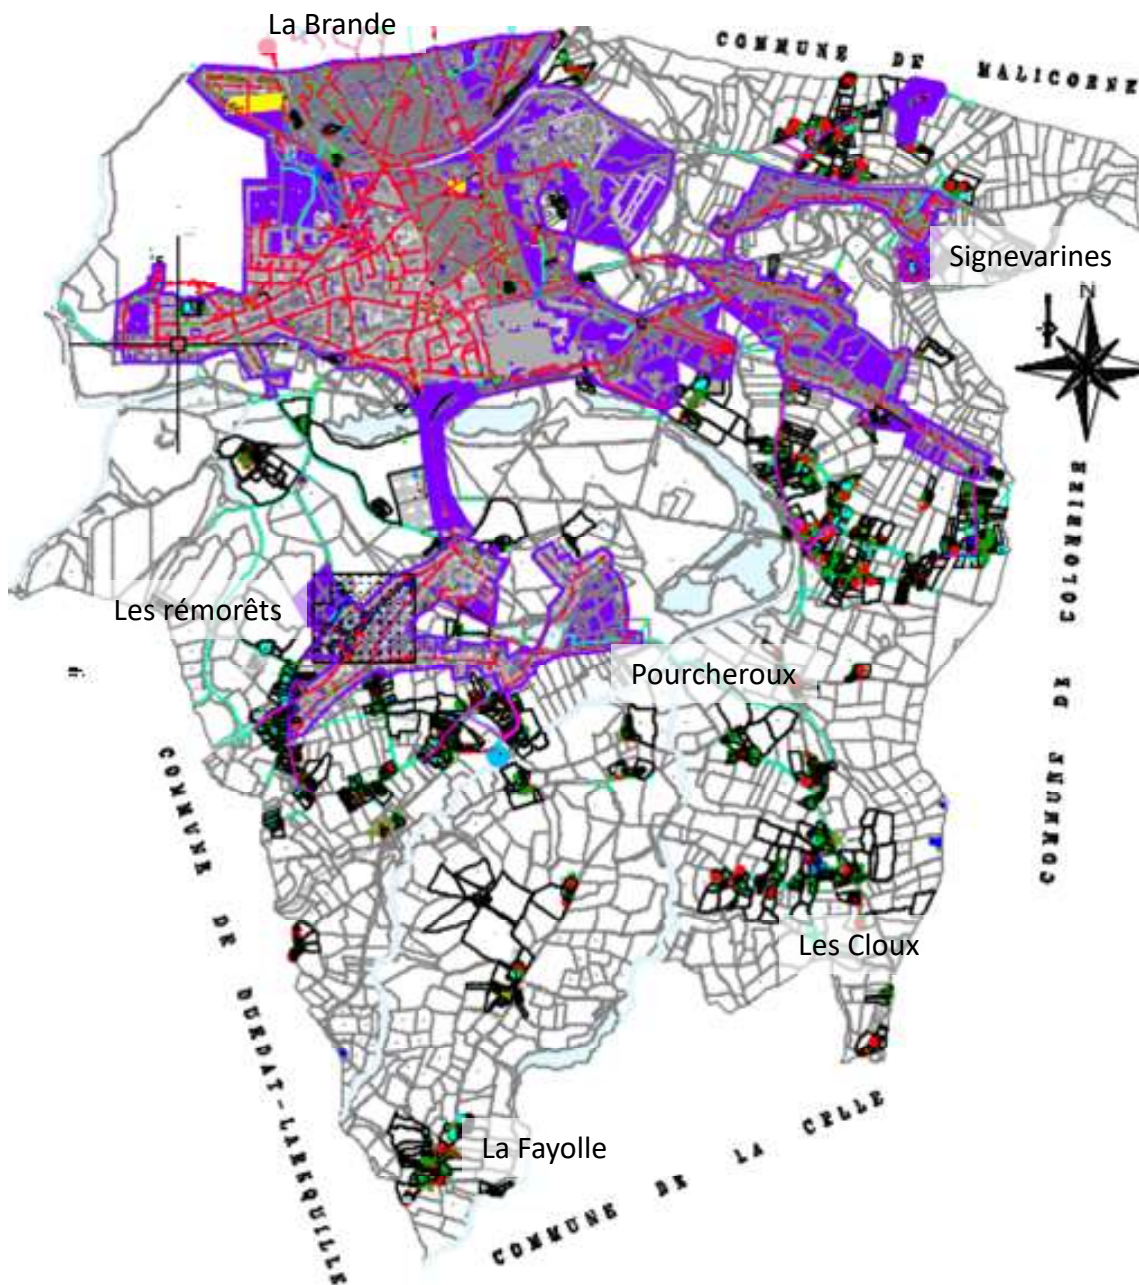 La Brande
COMMUNE DE MALICORNE
Signevarines
N
COMMUNE DE COLOMBIER
Les rémorêts
Pourcheroux
COMMUNE DE DURDAT-LAREQUILLE
Les Cloux
La Fayolle
COMMUNE DE LA CELLE